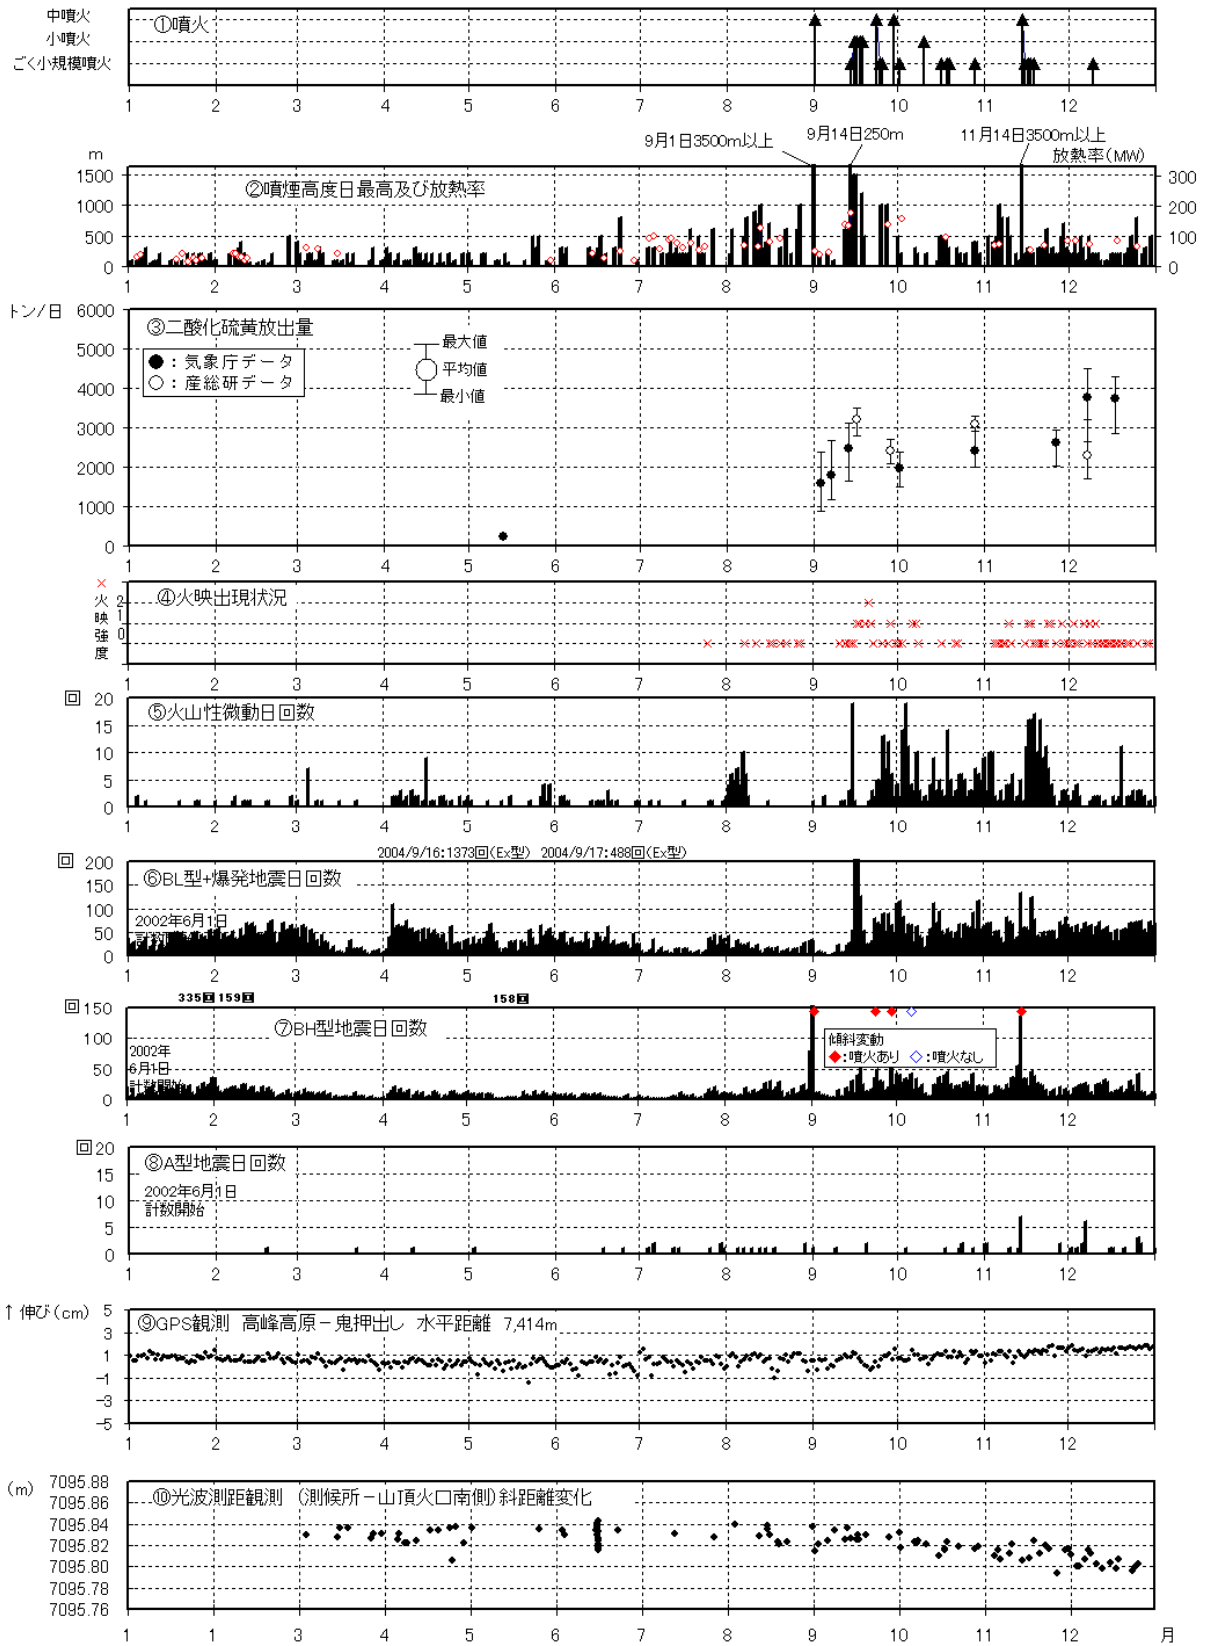 中噴火
小噴火
ごく小規模噴火
①噴火
1 2 3 4 5 6 7 8 9 10 11 12
9月1日3500m以上
9月14日250m
11月14日3500m以上
m
放熱率(MW)
②噴煙高度日最高及び放熱率
1500
1000
500
0
300
200
100
0
1 2 3 4 5 6 7 8 9 10 11 12
トン/日
6000
5000
4000
3000
2000
1000
0
③二酸化硫黄放出量
●：気象庁データ
○：産総研データ
最大値
平均値
最小値
1 2 3 4 5 6 7 8 9 10 11 12
×
火映強度
2
1
0
④火映出現状況
1 2 3 4 5 6 7 8 9 10 11 12
回
20
15
10
5
0
⑤火山性微動日回数
1 2 3 4 5 6 7 8 9 10 11 12
2004/9/16:1373回(Ex型) 2004/9/17:488回(Ex型)
回
200
150
100
50
0
⑥BL型+爆発地震日回数
2002年6月1日
計数開始
1 2 3 4 5 6 7 8 9 10 11 12
335回 159回
158回
回
150
100
50
0
⑦BH型地震日回数
2002年
6月1日
計数開始
傾斜変動
◆：噴火あり ◇：噴火なし
1 2 3 4 5 6 7 8 9 10 11 12
回
20
15
10
5
0
⑧A型地震日回数
2002年6月1日
計数開始
1 2 3 4 5 6 7 8 9 10 11 12
↑伸び(cm)
5
3
1
-1
-3
-5
⑨GPS観測 高峰高原－鬼押出し 水平距離 7,414m
1 2 3 4 5 6 7 8 9 10 11 12
(m)
7095.88
7095.86
7095.84
7095.82
7095.80
7095.78
7095.76
⑩光波測距観測 (測候所－山頂火口南側)斜距離変化
1 2 3 4 5 6 7 8 9 10 11 12 月